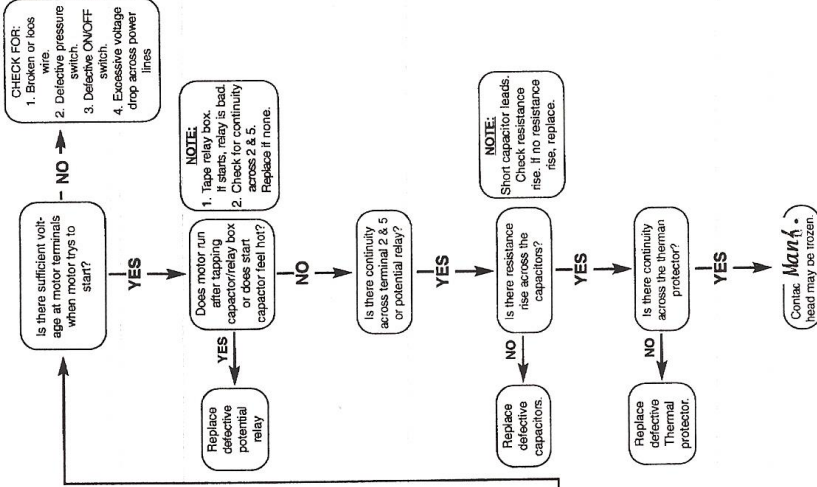 Is there sufficient volt-
age at motor terminals
when motor trys to
start?
NO
CHECK FOR:
1. Broken or loos
wire.
2. Defective pressure
switch.
3. Defective ON/OFF
switch.
4. Excessive voltage
drop across power
lines
YES
Does motor run
after tapping
capacitor/relay box
or does start
capactor feel hot?
NOTE:
1. Tape relay box.
If starts, relay is bad.
2. Check for continuity
across 2 & 5.
Replace if none.
YES
Replace
defective
potential
relay
NO
Is there continuity
across terminal 2 & 5
or potential relay?
YES
Is there resistance
rise across the
capacitors?
NOTE:
Short capacitor leads.
Check resistance
rise. If no resistance
rise, replace.
NO
Replace
defective
capacitors.
YES
Is there continuity
across the therman
protector?
NO
Replace
defective
Thermal
protector.
YES
Contac Manf.
head may be frozen.